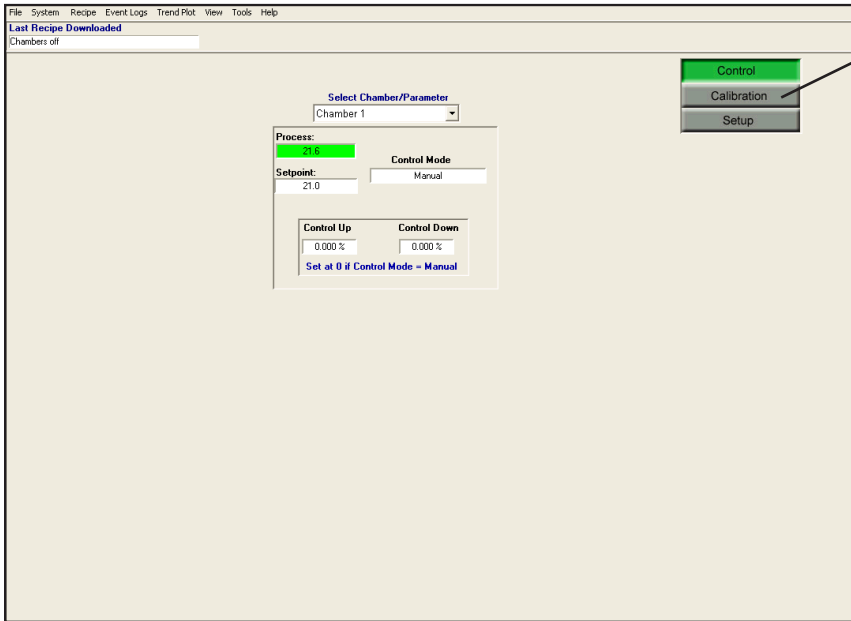 File System Recipe Event Logs Trend Plot View Tools Help
Last Recipe Downloaded
Chambers off
Control
Calibration
Setup
Select Chamber/Parameter
Chamber 1
Process:
21.6
Control Mode
Manual
Setpoint:
21.0
Control Up Control Down
0.000 % 0.000 %
Set at 0 if Control Mode = Manual